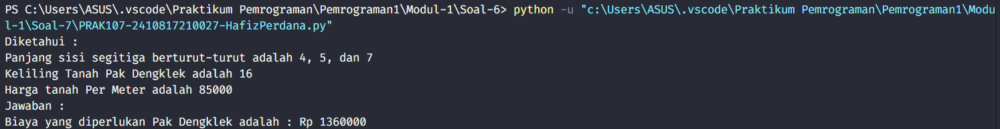 PS C:\Users\ASUS\.vscode\Praktikum Pemrograman\Pemrograman1\Modul-1\Soal-6> python -u "c:\Users\ASUS\.vscode\Praktikum Pemrograman\Pemrograman1\Modu
l-1\Soal-7\PRAK107-2410817210027-HafizPerdana.py"
Diketahui :
Panjang sisi segitiga berturut-turut adalah 4, 5, dan 7
Keliling Tanah Pak Dengklek adalah 16
Harga tanah Per Meter adalah 85000
Jawaban :
Biaya yang diperlukan Pak Dengklek adalah : Rp 1360000